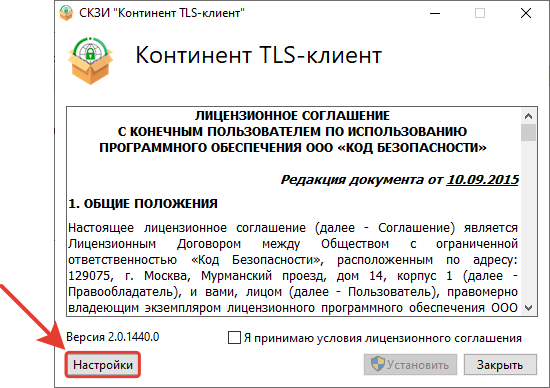 СКЗИ "Континент TLS-клиент"
Континент TLS-клиент
ЛИЦЕНЗИОННОЕ СОГЛАШЕНИЕ
С КОНЕЧНЫМ ПОЛЬЗОВАТЕЛЕМ ПО ИСПОЛЬЗОВАНИЮ
ПРОГРАММНОГО ОБЕСПЕЧЕНИЯ ООО «КОД БЕЗОПАСНОСТИ»
Редакция документа от 10.09.2015
1. ОБЩИЕ ПОЛОЖЕНИЯ
Настоящее лицензионное соглашение (далее - Соглашение) является
Лицензионным Договором между Обществом с ограниченной
ответственностью «Код Безопасности», расположенным по адресу:
129075, г. Москва, Мурманский проезд, дом 14, корпус 1 (далее -
Правообладатель), и вами, лицом (далее - Пользователь), правомерно
владеющим экземпляром лицензионного программного обеспечения ООО
Версия 2.0.1440.0
Я принимаю условия лицензионного соглашения
Настройки
Установить
Закрыть